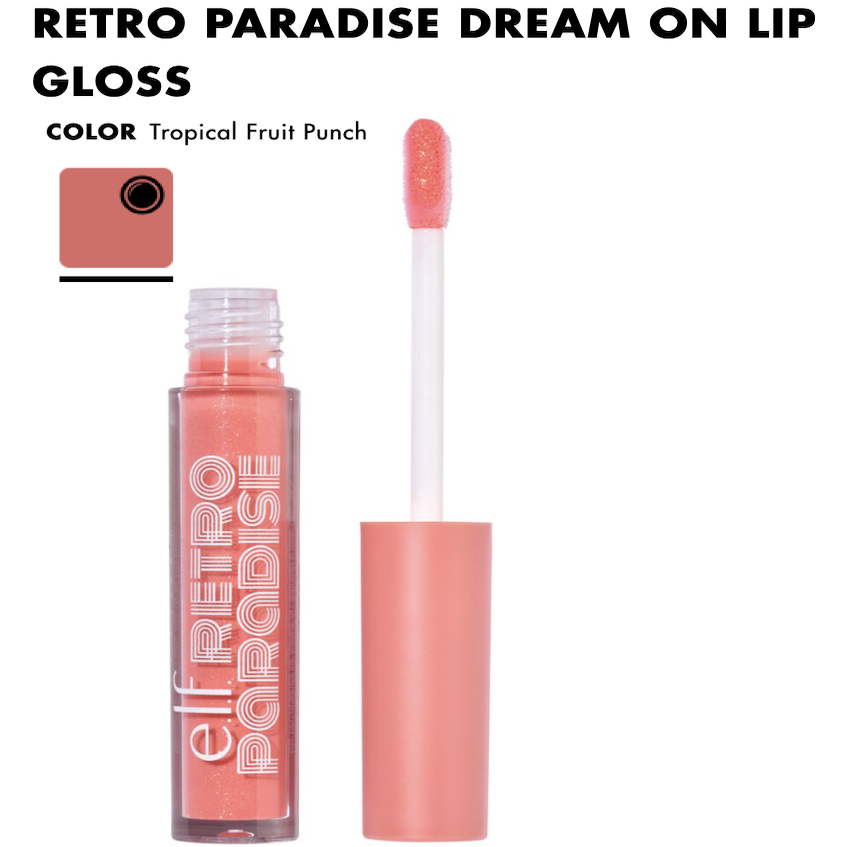 RETRO PARADISE DREAM ON LIP
GLOSS
COLOR Tropical Fruit Punch
e.l.f. RETRO
PARADISE